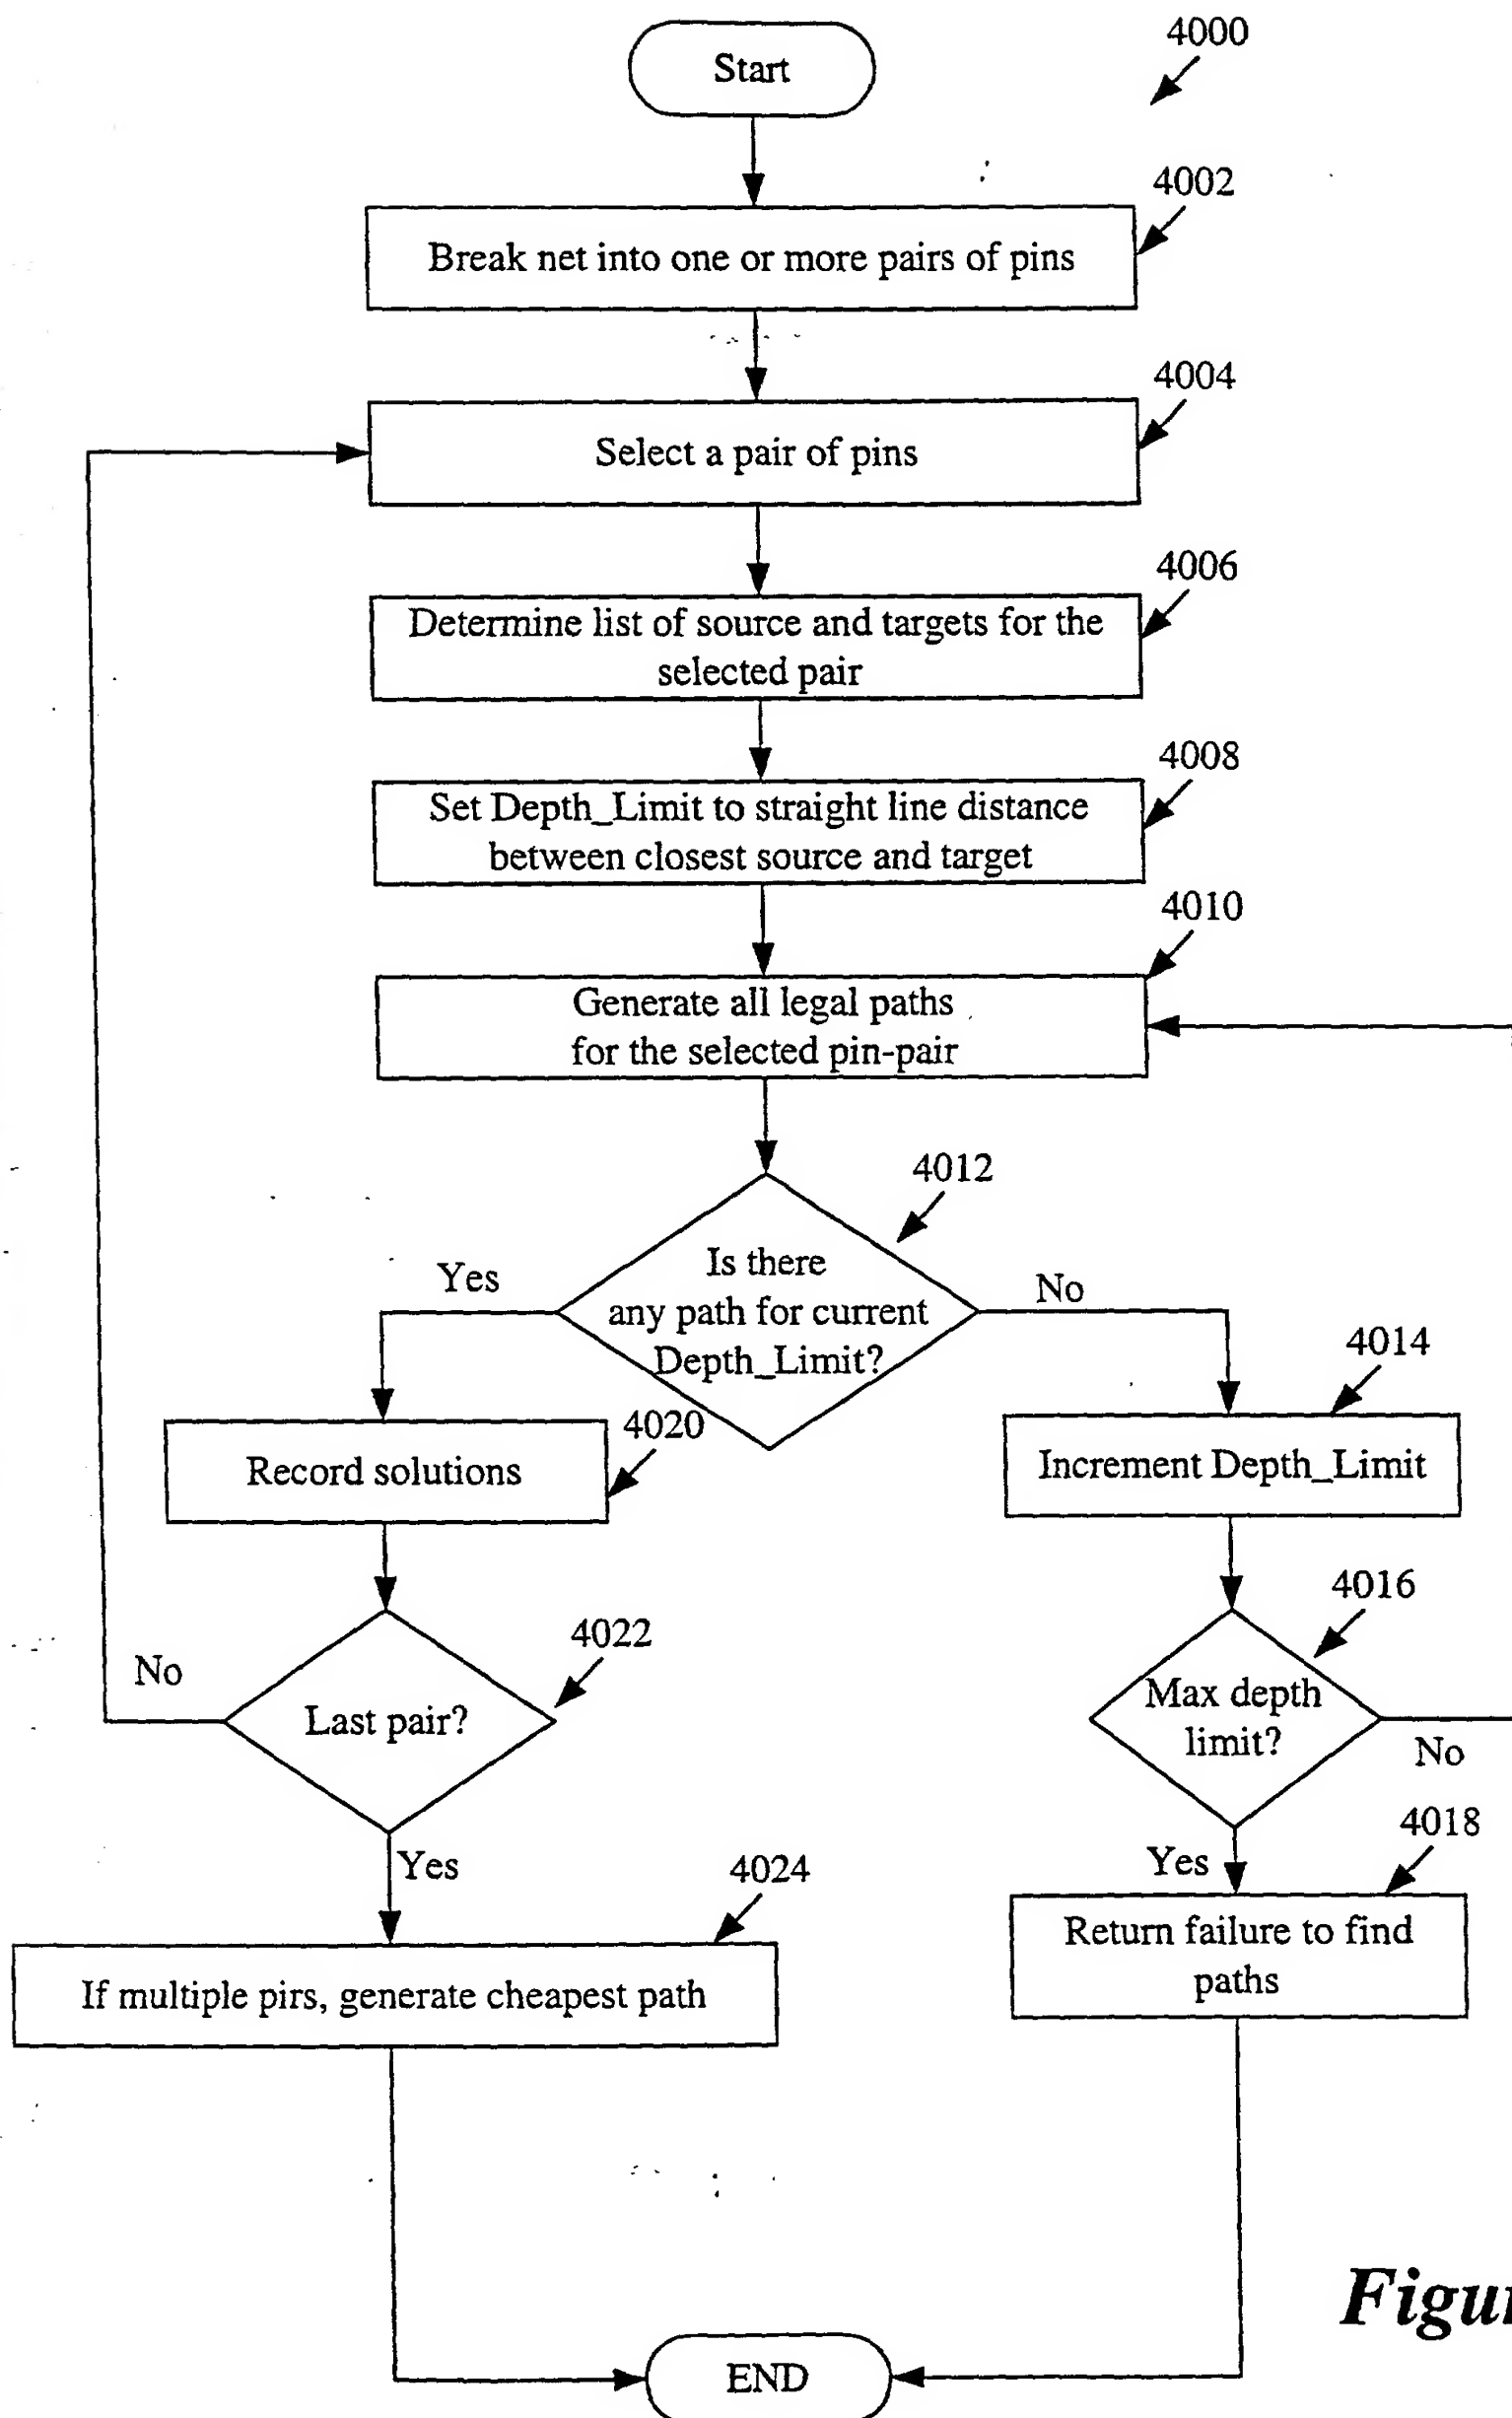 Start
4000
4002
Break net into one or more pairs of pins
4004
Select a pair of pins
4006
Determine list of source and targets for the
selected pair
4008
Set Depth_Limit to straight line distance
between closest source and target
4010
Generate all legal paths
for the selected pin-pair
4012
Is there
any path for current
Depth_Limit?
Yes
No
4014
4020
Record solutions
Increment Depth_Limit
4016
4022
No
Last pair?
Max depth
limit?
No
4018
Yes
Yes
4024
Return failure to find
paths
If multiple pirs, generate cheapest path
END